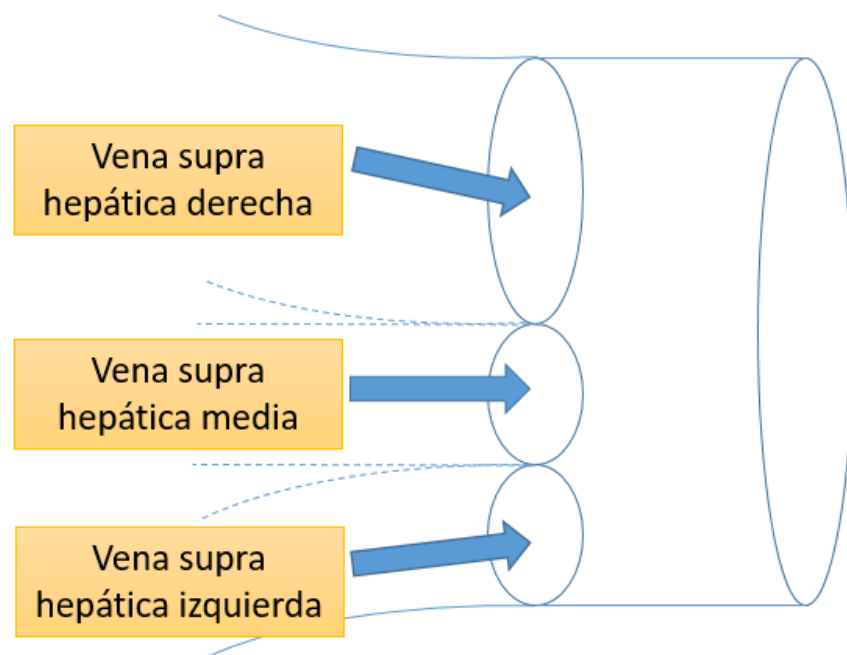 Vena supra
hepática derecha
Vena supra
hepática media
Vena supra
hepática izquierda